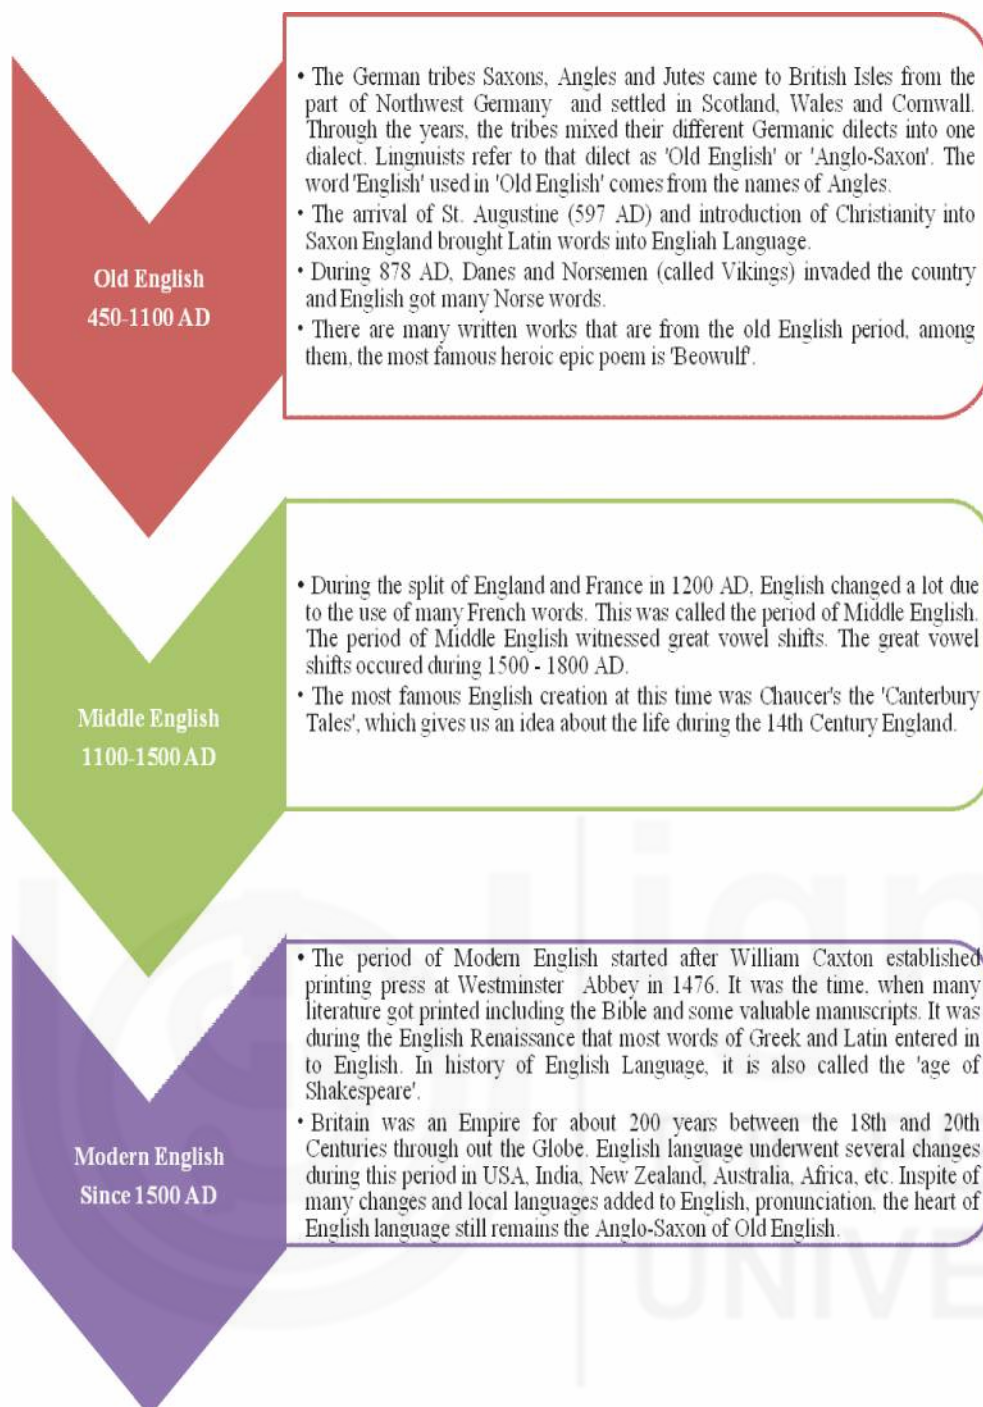 • The German tribes Saxons, Angles and Jutes came to British Isles from the
part of Northwest Germany and settled in Scotland, Wales and Cornwall.
Through the years, the tribes mixed their different Germanic dilects into one
dialect. Lingnuists refer to that dilect as 'Old English' or 'Anglo-Saxon'. The
word 'English' used in 'Old English' comes from the names of Angles.
• The arrival of St. Augustine (597 AD) and introduction of Christianity into
Saxon England brought Latin words into Engliah Language.
• During 878 AD, Danes and Norsemen (called Vikings) invaded the country
and English got many Norse words.
• There are many written works that are from the old English period, among
them, the most famous heroic epic poem is 'Beowulf'.
Old English
450-1100 AD
• During the split of England and France in 1200 AD, English changed a lot due
to the use of many French words. This was called the period of Middle English.
The period of Middle English witnessed great vowel shifts. The great vowel
shifts occured during 1500 - 1800 AD.
• The most famous English creation at this time was Chaucer's the 'Canterbury
Tales', which gives us an idea about the life during the 14th Century England.
Middle English
1100-1500 AD
• The period of Modern English started after William Caxton established
printing press at Westminster Abbey in 1476. It was the time, when many
literature got printed including the Bible and some valuable manuscripts. It was
during the English Renaissance that most words of Greek and Latin entered in
to English. In history of English Language, it is also called the 'age of
Shakespeare'.
• Britain was an Empire for about 200 years between the 18th and 20th
Centuries through out the Globe. English language underwent several changes
during this period in USA, India, New Zealand, Australia, Africa, etc. Inspite of
many changes and local languages added to English, pronunciation, the heart of
English language still remains the Anglo-Saxon of Old English.
Modern English
Since 1500 AD
ign
UNIVE